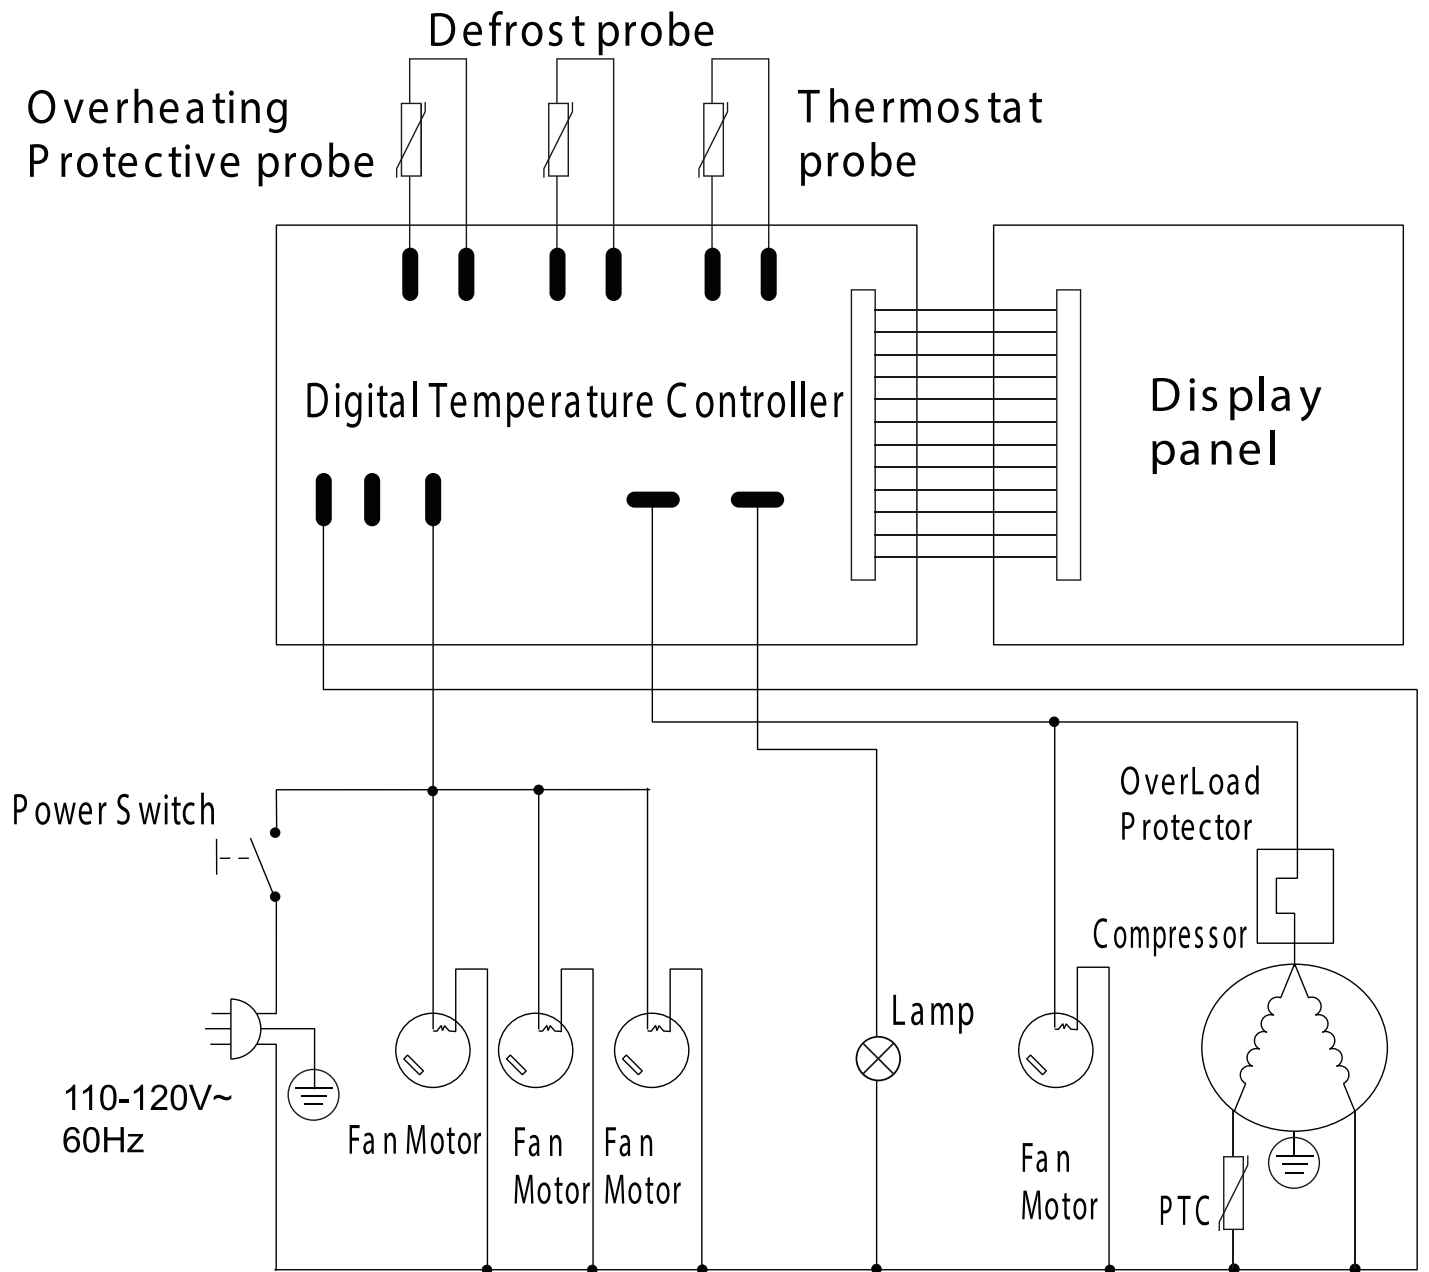 Defrost probe
Overheating
Protective probe
Thermostat
probe
Digital Temperature Controller
Display
panel
Power Switch
OverLoad
Protector
Compressor
Lamp
110-120V~
60Hz
Fan Motor
Fan
Motor
Fan
Motor
Fan
Motor
PTC